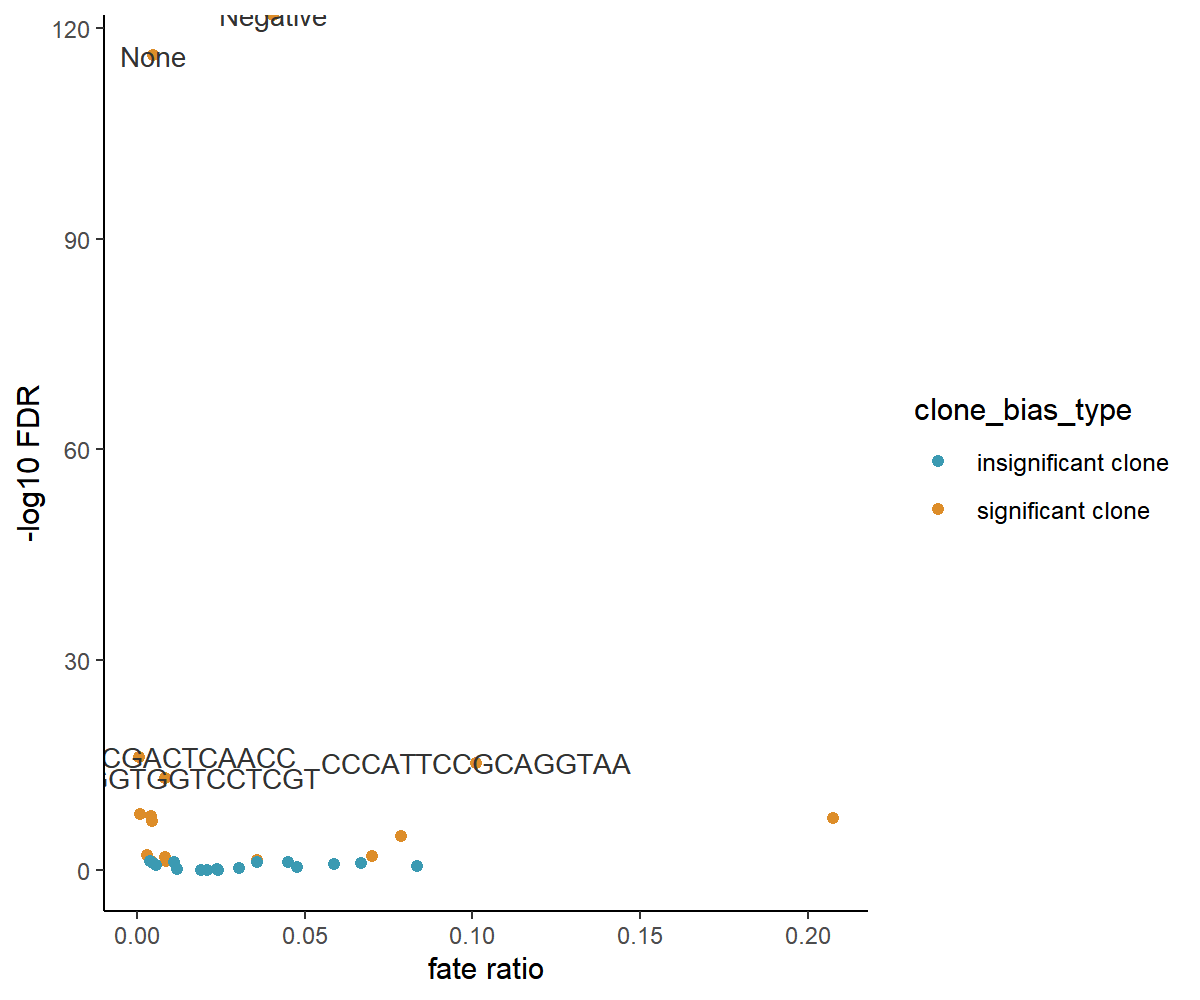 Negative
120
None
90
60
30
0
CGACTCAACC
CCCATTCCGCAGGTAA
GTGGTCCTCGT
0.00
0.05
0.10
0.15
0.20
fate ratio
-log10 FDR
clone_bias_type
insignificant clone
significant clone